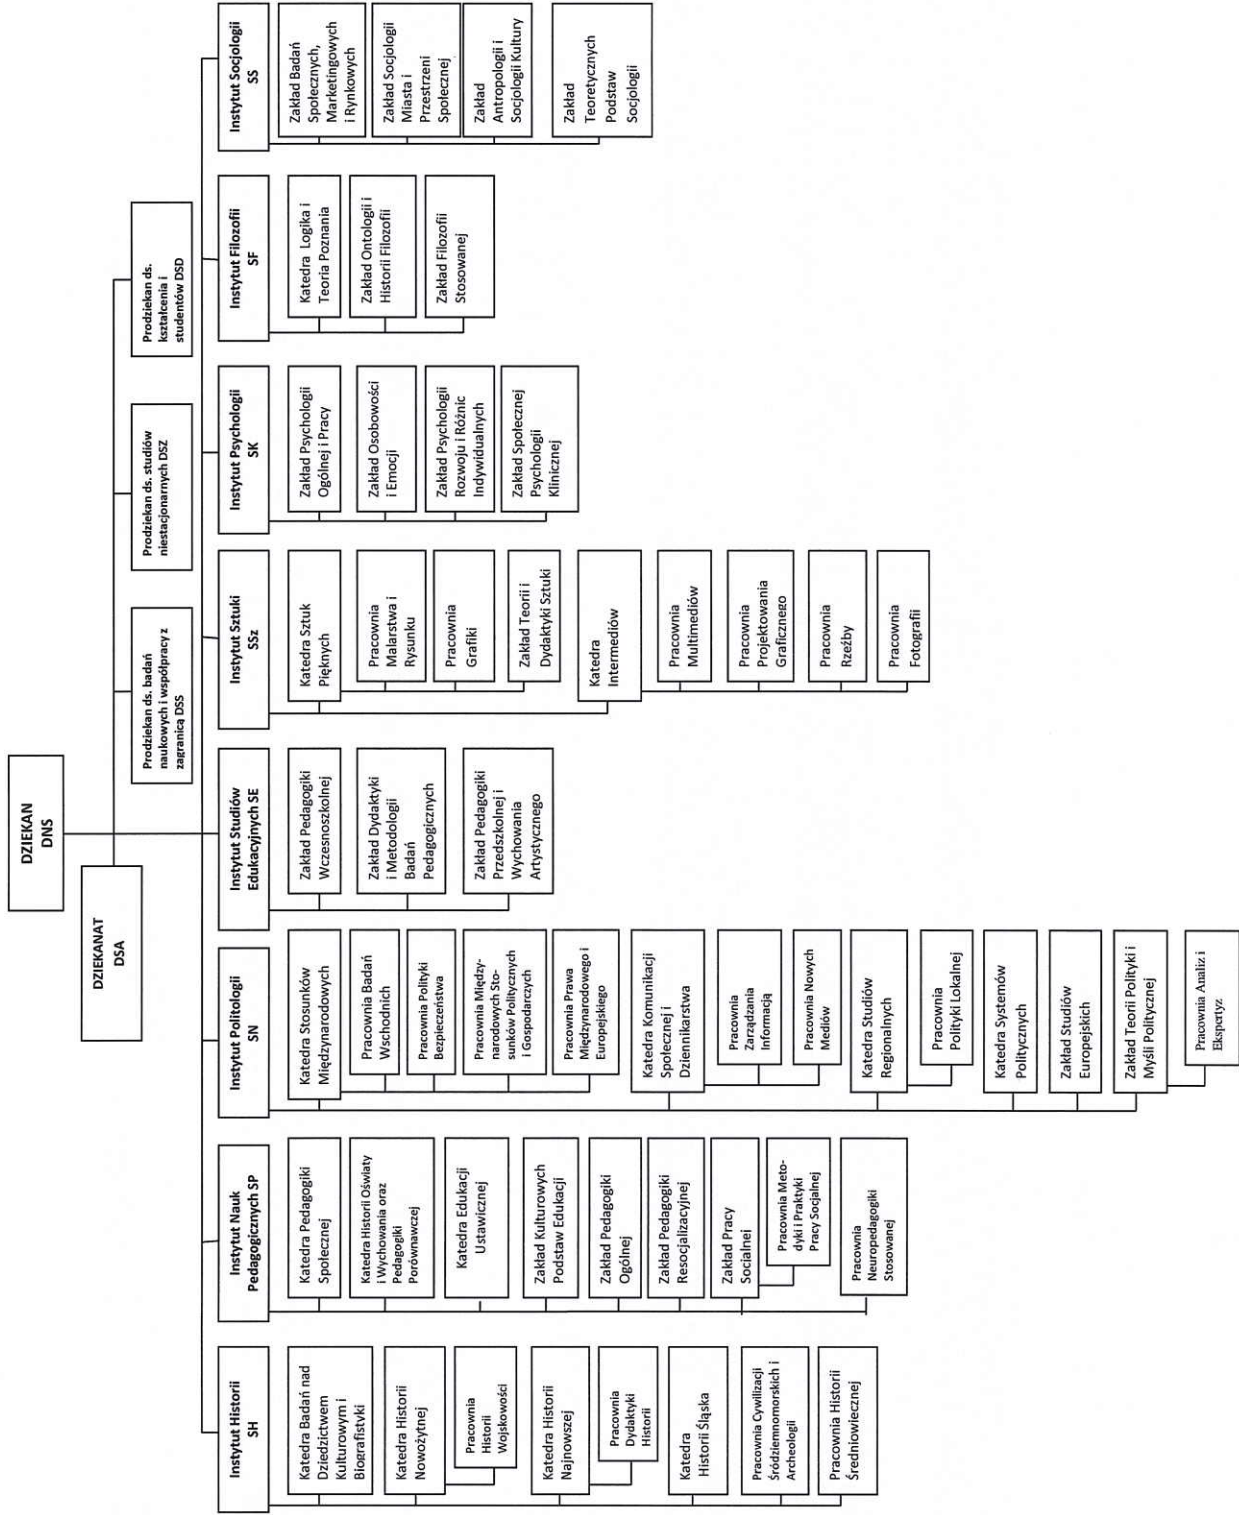 DZIEKAN
DNS
DZIEKANAT
DSA
Prodziekan ds. badań
naukowych i współpracy z
zagranicą DSS
Prodziekan ds. studiów
niestacjonarnych DSZ
Prodziekan ds.
kształcenia i
studentów DSD
Instytut Historii
SH
Katedra Badań nad
Dziedzictwem
Kulturowym i
Biografistyki
Katedra Historii
Nowożytnej
Pracownia
Historii
Wojskowości
Katedra Historii
Najnowszej
Pracownia
Dydaktyki
Historii
Katedra
Historii Śląska
Pracownia Cywilizacji
Śródziemnomorskich i
Archeologii
Pracownia Historii
Średniowiecznej
Instytut Nauk
Pedagogicznych SP
Katedra Pedagogiki
Społecznej
Katedra Historii Oświaty
i Wychowania oraz
Pedagogiki
Porównawczej
Katedra Edukacji
Ustawicznej
Zakład Kulturowych
Podstaw Edukacji
Zakład Pedagogiki
Ogólnej
Zakład Pedagogiki
Resocjalizacyjnej
Zakład Pracy
Socjalnej
Pracownia Meto-
dyki i Praktyki
Pracy Socjalnej
Pracownia
Neuropedagogiki
Stosowanej
Instytut Politologii
SN
Katedra Stosunków
Międzynarodowych
Pracownia Badań
Wschodnich
Pracownia Polityki
Bezpieczeństwa
Pracownia Między-
narodowych Sto-
sunków Politycznych
i Gospodarczych
Pracownia Prawa
Międzynarodowego i
Europejskiego
Katedra Komunikacji
Społecznej i
Dziennikarstwa
Pracownia
Zarządzania
Informacją
Pracownia Nowych
Mediów
Katedra Studiów
Regionalnych
Pracownia
Polityki Lokalnej
Katedra Systemów
Politycznych
Zakład Studiów
Europejskich
Zakład Teorii Polityki i
Myśli Politycznej
Pracownia Analiz i
Ekspertyz
Instytut Studiów
Edukacyjnych SE
Zakład Pedagogiki
Wczesnoszkolnej
Zakład Dydaktyki
i Metodologii
Badań
Pedagogicznych
Zakład Pedagogiki
Przedszkolnej i
Wychowania
Artystycznego
Instytut Sztuki
SSz
Katedra Sztuk
Pięknych
Pracownia
Malarstwa i
Rysunku
Pracownia
Grafiki
Zakład Teorii i
Dydaktyki Sztuki
Katedra
Intermediów
Pracownia
Multimediów
Pracownia
Projektowania
Graficznego
Pracownia
Rzeźby
Pracownia
Fotografii
Instytut Psychologii
SK
Zakład Psychologii
Ogólnej i Pracy
Zakład Osobowości
i Emocji
Zakład Psychologii
Rozwoju i Różnic
Indywidualnych
Zakład Społecznej
Psychologii
Klinicznej
Instytut Filozofii
SF
Katedra Logika i
Teoria Poznania
Zakład Ontologii i
Historii Filozofii
Zakład Filozofii
Stosowanej
Instytut Socjologii
SS
Zakład Badań
Społecznych,
Marketingowych
i Rynkowych
Zakład Socjologii
Miasta i
Przestrzeni
Społecznej
Zakład
Antropologii i
Socjologii Kultury
Zakład
Teoretycznych
Podstaw
Socjologii